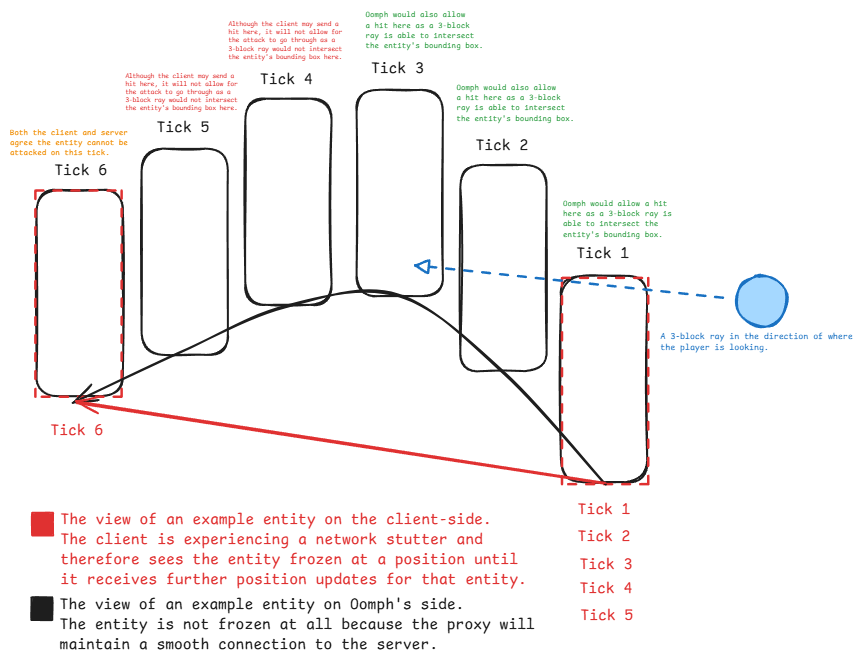 Oomph would also allow
a hit here as a 3-block
ray is able to intersect
the entity's bounding box.
Tick 3
Although the client may send a
hit here, it will not allow for
the attack to go through as a
3-block ray would not intersect
the entity's bounding box here.
Tick 4
Although the client may send a
hit here, it will not allow for
the attack to go through as a
3-block ray would not intersect
the entity's bounding box here.
Tick 5
Oomph would also allow
a hit here as a 3-block
ray is able to intersect
the entity's bounding box.
Tick 2
Both the client and server
agree the entity cannot be
attacked on this tick.
Tick 6
Oomph would allow a hit
here as a 3-block ray is
able to intersect the
entity's bounding box.
Tick 1
A 3-block ray in the direction of where
the player is looking.
Tick 6
Tick 1
Tick 2
Tick 3
Tick 4
Tick 5
The view of an example entity on the client-side.
The client is experiencing a network stutter and
therefore sees the entity frozen at a position until
it receives further position updates for that entity.
The view of an example entity on Oomph's side.
The entity is not frozen at all because the proxy will
maintain a smooth connection to the server.